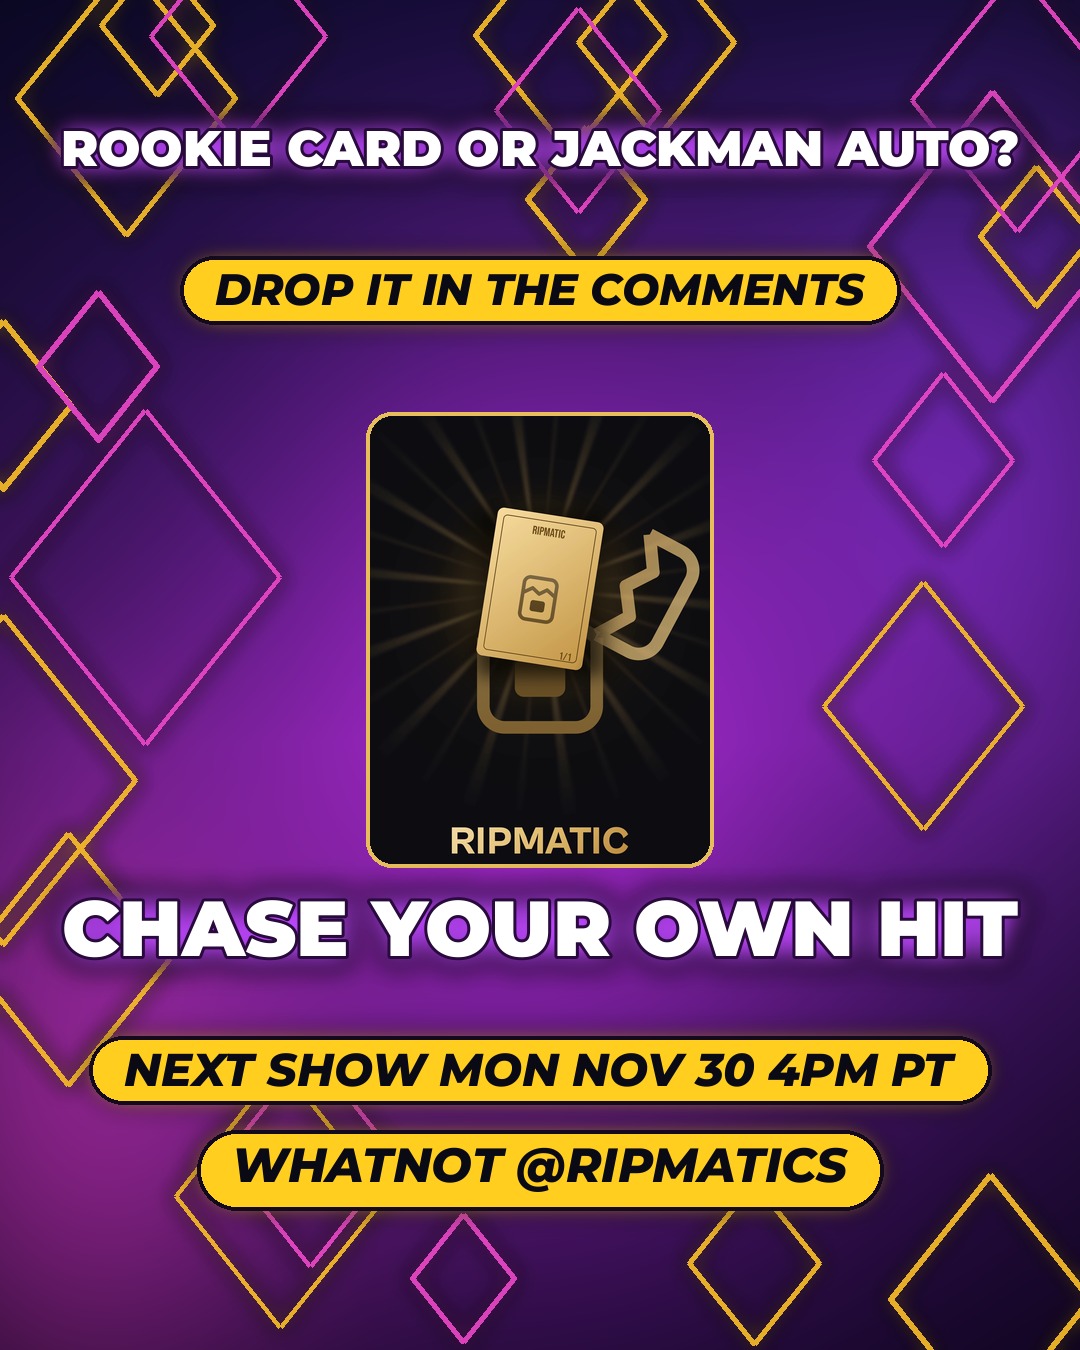 ROOKIE CARD OR JACKMAN AUTO?
DROP IT IN THE COMMENTS
RIPMATIC
1/1
RIPMATIC
CHASE YOUR OWN HIT
NEXT SHOW MON NOV 30 4PM PT
WHATNOT @RIPMATICS